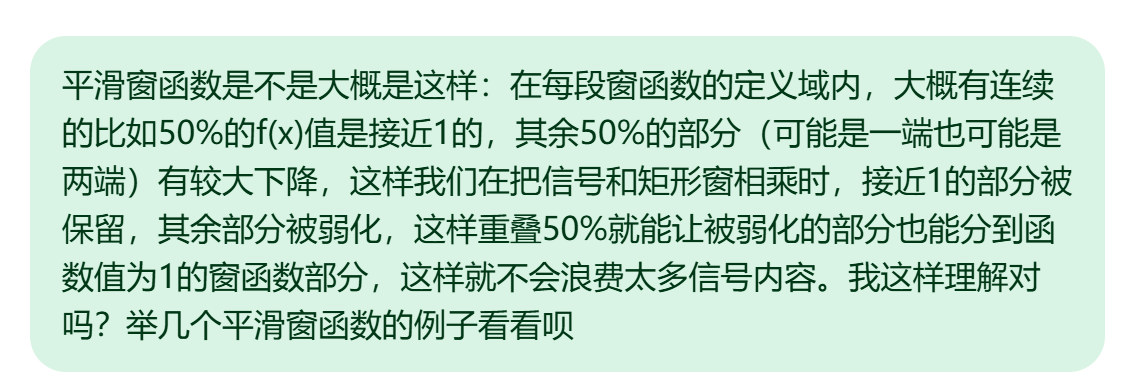 平滑窗函数是不是大概是这样：在每段窗函数的定义域内，大概有连续
的比如50%的f(x)值是接近1的，其余50%的部分（可能是一端也可能是
两端）有较大下降，这样我们在把信号和矩形窗相乘时，接近1的部分被
保留，其余部分被弱化，这样重叠50%就能让被弱化的部分也能分到函
数值为1的窗函数部分，这样就不会浪费太多信号内容。我这样理解对
吗？举几个平滑窗函数的例子看看呗